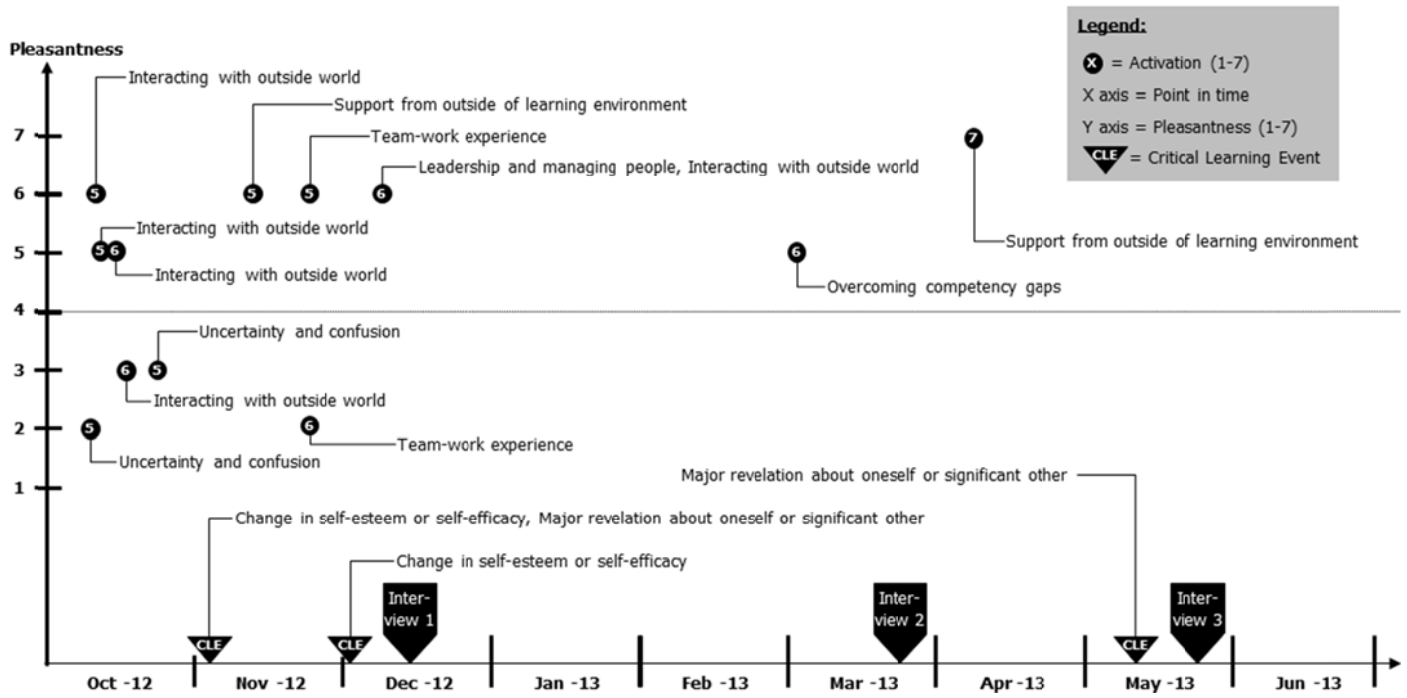 Legend:
X = Activation (1-7)
X axis = Point in time
Y axis = Pleasantness (1-7)
CLE = Critical Learning Event
Pleasantness
Interacting with outside world
Support from outside of learning environment
7
Team-work experience
7
Leadership and managing people, Interacting with outside world
6
5
5
5
6
Interacting with outside world
Support from outside of learning environment
5
5
6
6
Interacting with outside world
Overcoming competency gaps
4
Uncertainty and confusion
3
6
5
Interacting with outside world
2
5
6
Team-work experience
Uncertainty and confusion
1
Major revelation about oneself or significant other
Change in self-esteem or self-efficacy, Major revelation about oneself or significant other
Change in self-esteem or self-efficacy
Inter-
view 1
Inter-
view 2
Inter-
view 3
CLE
CLE
CLE
Oct -12
Nov -12
Dec -12
Jan -13
Feb -13
Mar -13
Apr -13
May -13
Jun -13